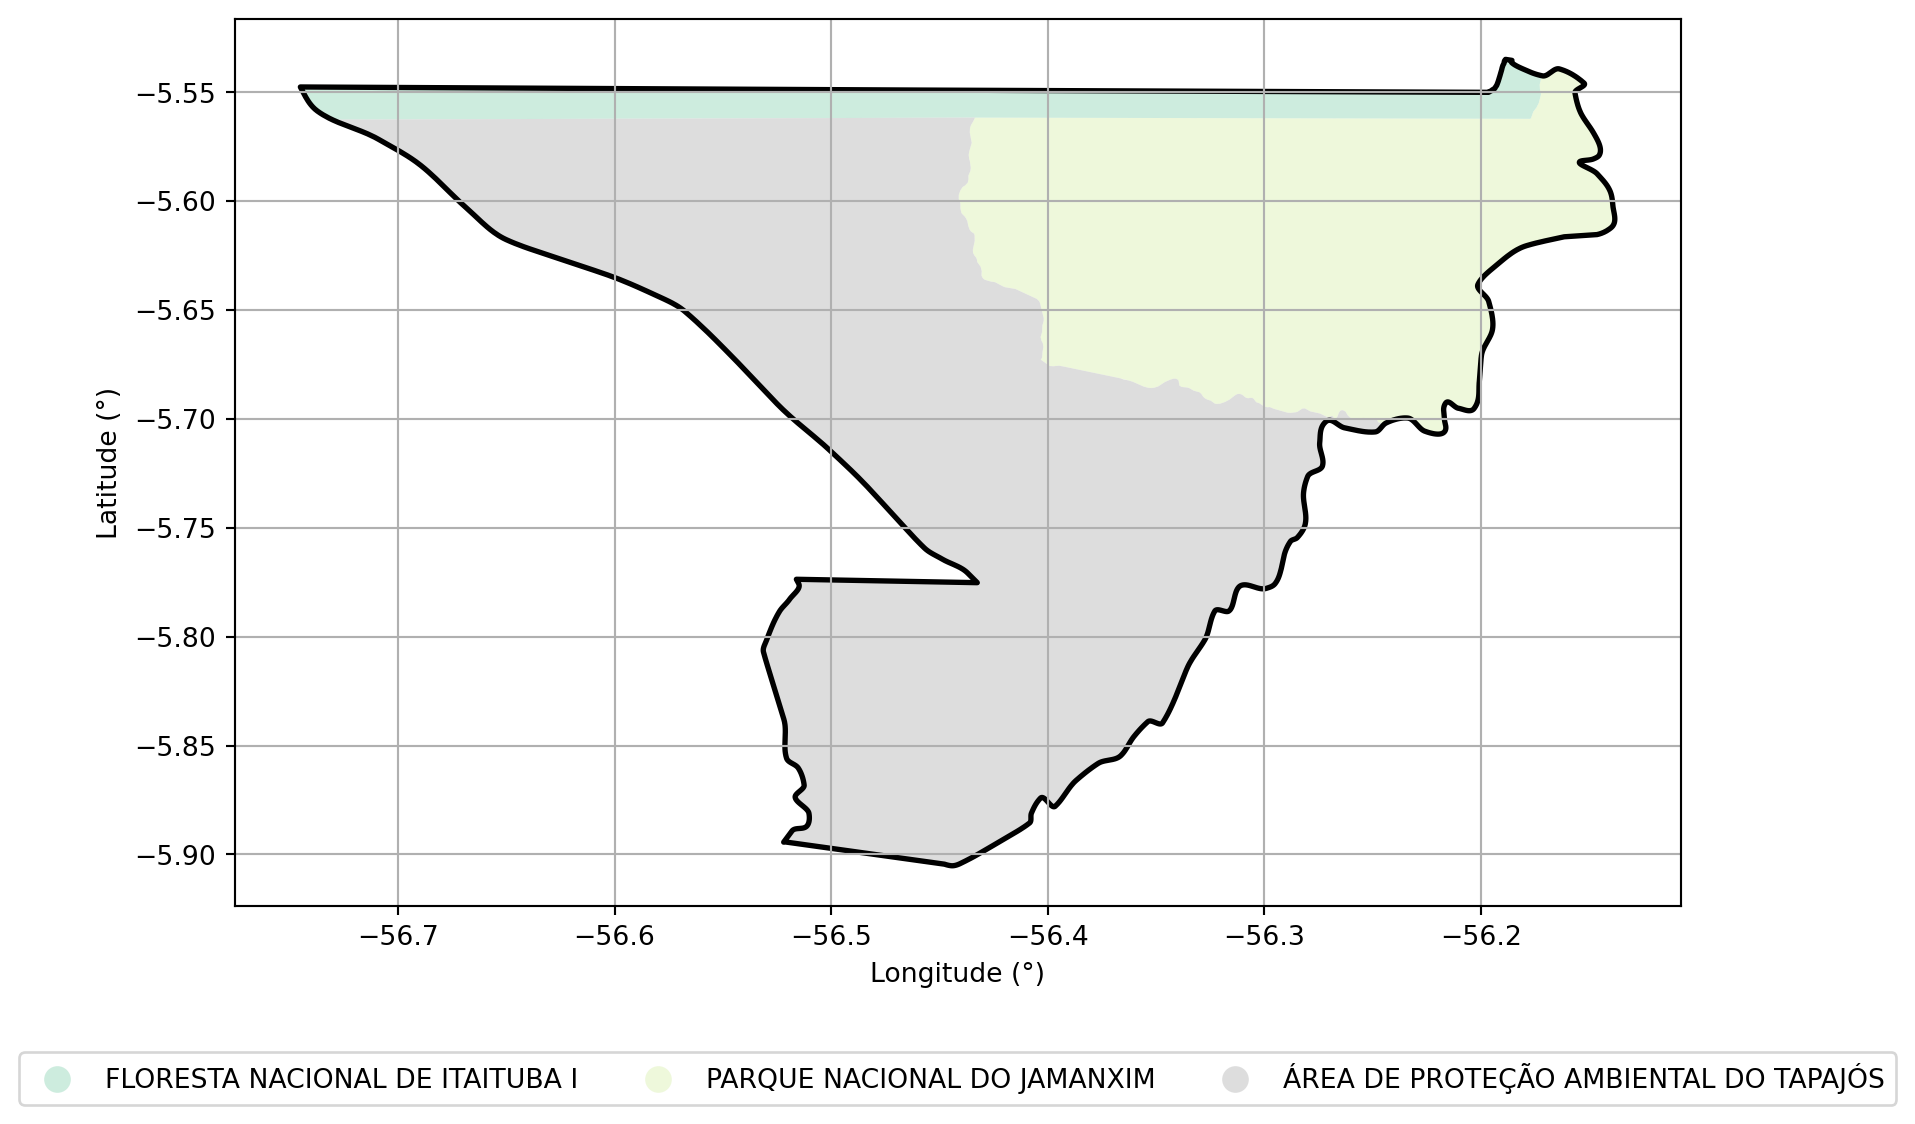 −5.55
−5.60
−5.65
−5.70
−5.75
−5.80
−5.85
−5.90
Latitude (°)
−56.7 −56.6 −56.5 −56.4 −56.3 −56.2
Longitude (°)
FLORESTA NACIONAL DE ITAITUBA I PARQUE NACIONAL DO JAMANXIM ÁREA DE PROTEÇÃO AMBIENTAL DO TAPAJÓS